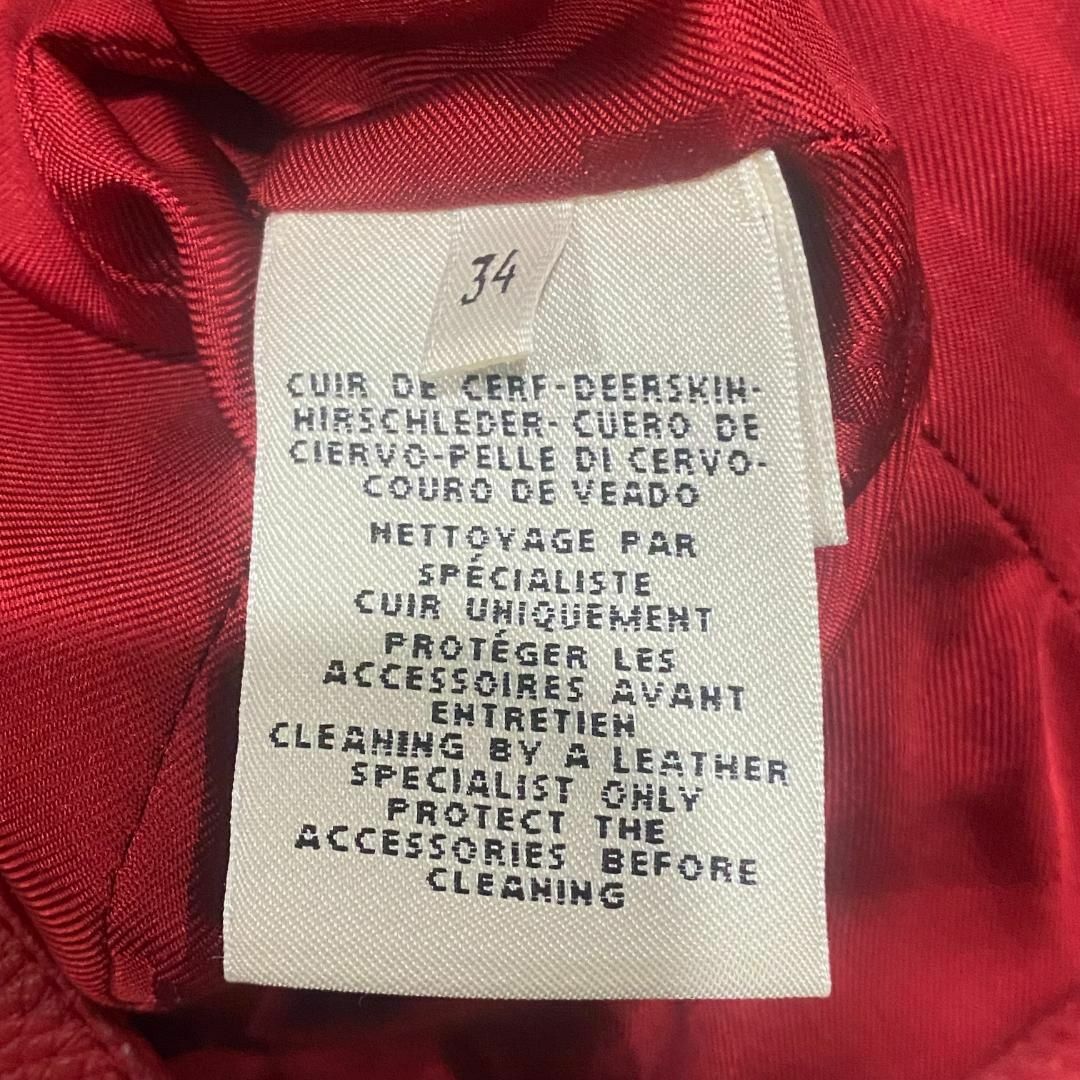 34
CUIR DE CERF-DEERSKIN-
HIRSCHLEDER- CUERO DE
CIERVO-PELLE DI CERVO-
COURO DE VEADO
NETTOYAGE PAR
SPÉCIALISTE
CUIR UNIQUEMENT
PROTÉGER LES
ACCESSOIRES AVANT
ENTRETIEN
CLEANING BY A LEATHER
SPECIALIST ONLY
PROTECT THE
ACCESSORIES BEFORE
CLEANING